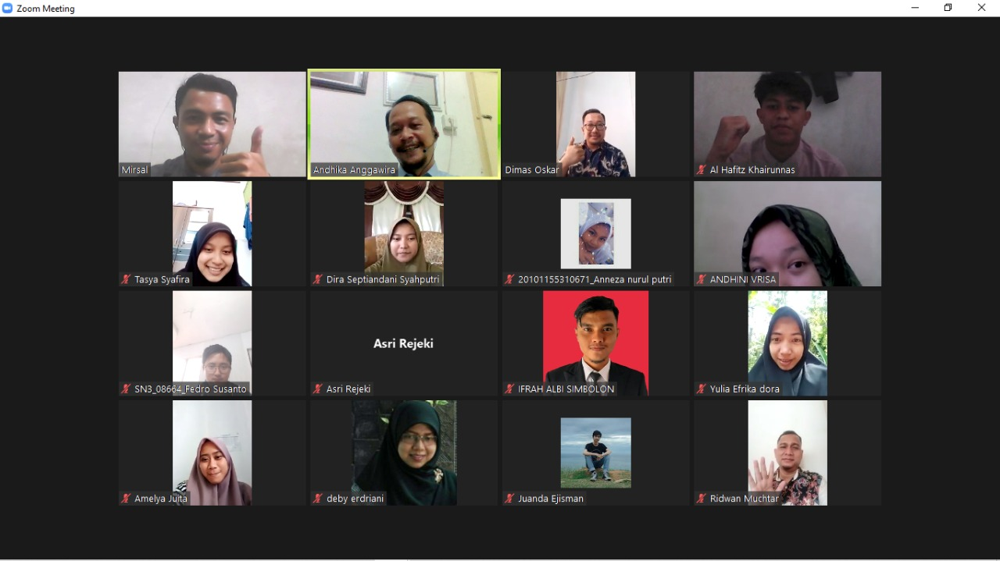 Zoom Meeting
Mirsal
Andhika Anggawira
Dimas Oskar
Al Hafitz Khairunnas
Tasya Syafira
Dira Septiandani Syahputri
20101155310671_Anneza nurul putri
ANDHINI VRISA
SN3_08664_Fedro Susanto
Asri Rejeki
Asri Rejeki
IFRAH ALBI SIMBOLON
Yulia Efrika dora
Amelya Juita
deby erdriani
Juanda Ejisman
Ridwan Muchtar